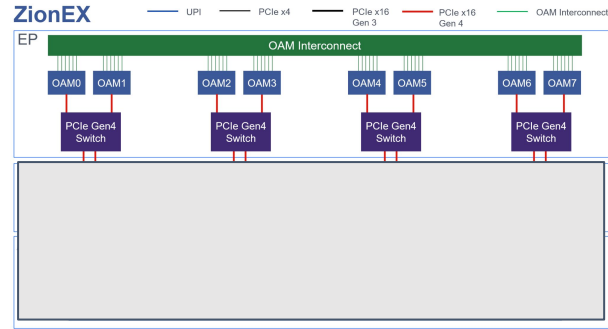 ZionEX
UPI
PCIe x4
PCIe x16
Gen 3
PCIe x16
Gen 4
OAM Interconnect
EP
OAM Interconnect
OAM0 OAM1 OAM2 OAM3 OAM4 OAM5 OAM6 OAM7
PCIe Gen4
Switch
PCIe Gen4
Switch
PCIe Gen4
Switch
PCIe Gen4
Switch